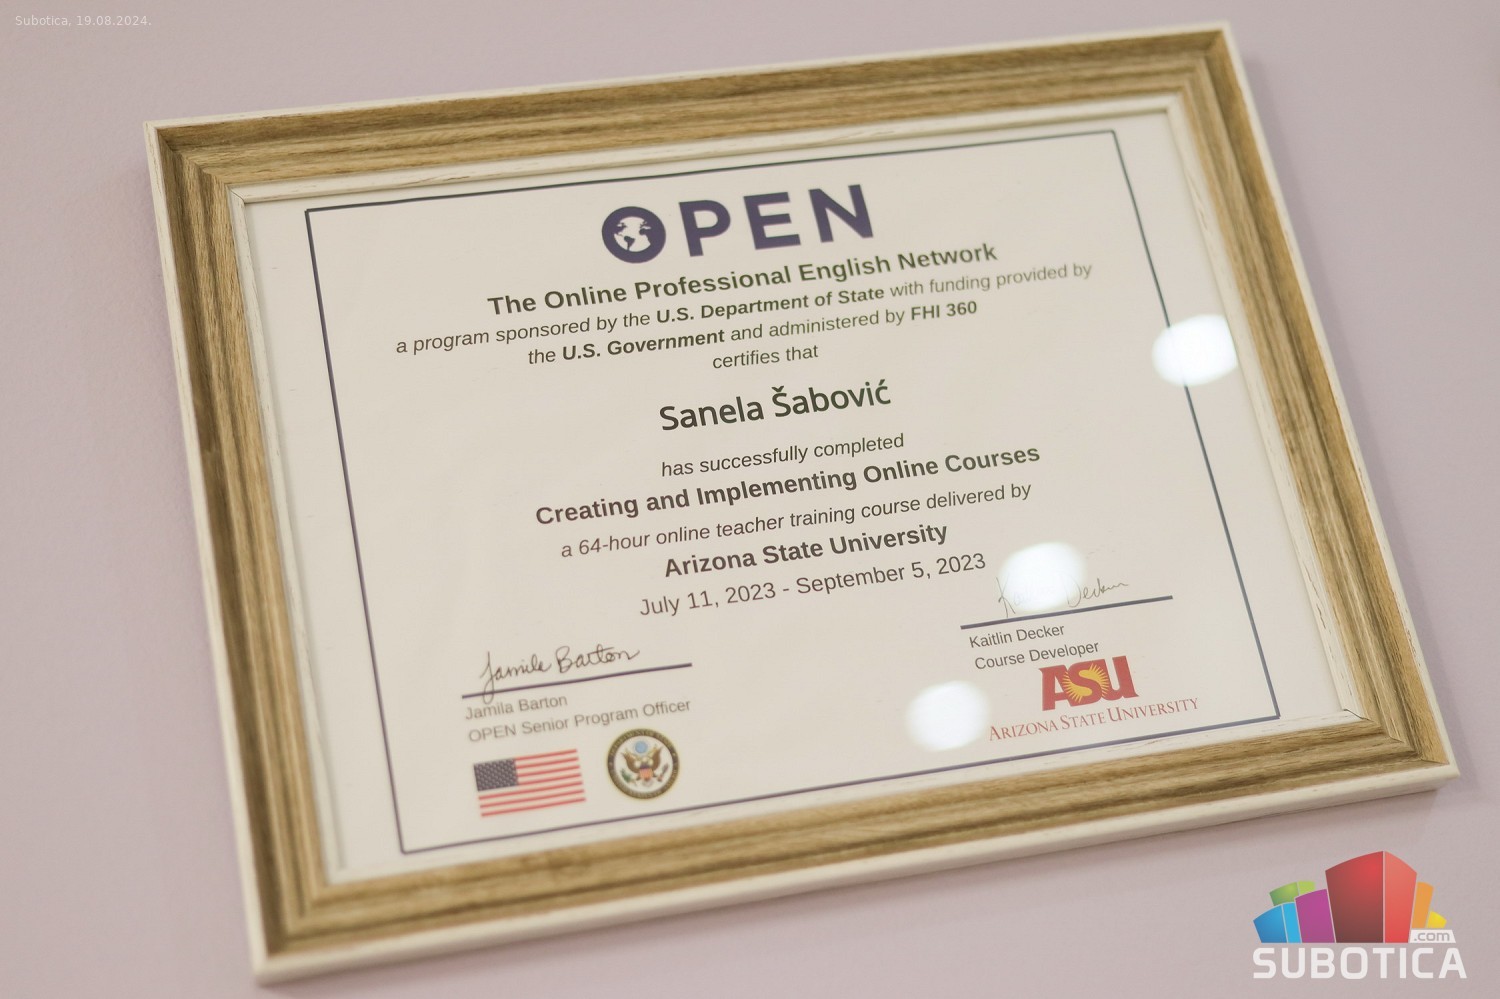 Subotica, 19.08.2024.
OPEN
The Online Professional English Network
a program sponsored by the U.S. Department of State with funding provided by
the U.S. Government and administered by FHI 360
certifies that
Sanela Šabović
has successfully completed
Creating and Implementing Online Courses
a 64-hour online teacher training course delivered by
Arizona State University
July 11, 2023 - September 5, 2023
Jamila Barton
Jamila Barton
OPEN Senior Program Officer
Decker
Kaitlin Decker
Course Developer
ASU
ARIZONA STATE UNIVERSITY
.com
SUBOTICA